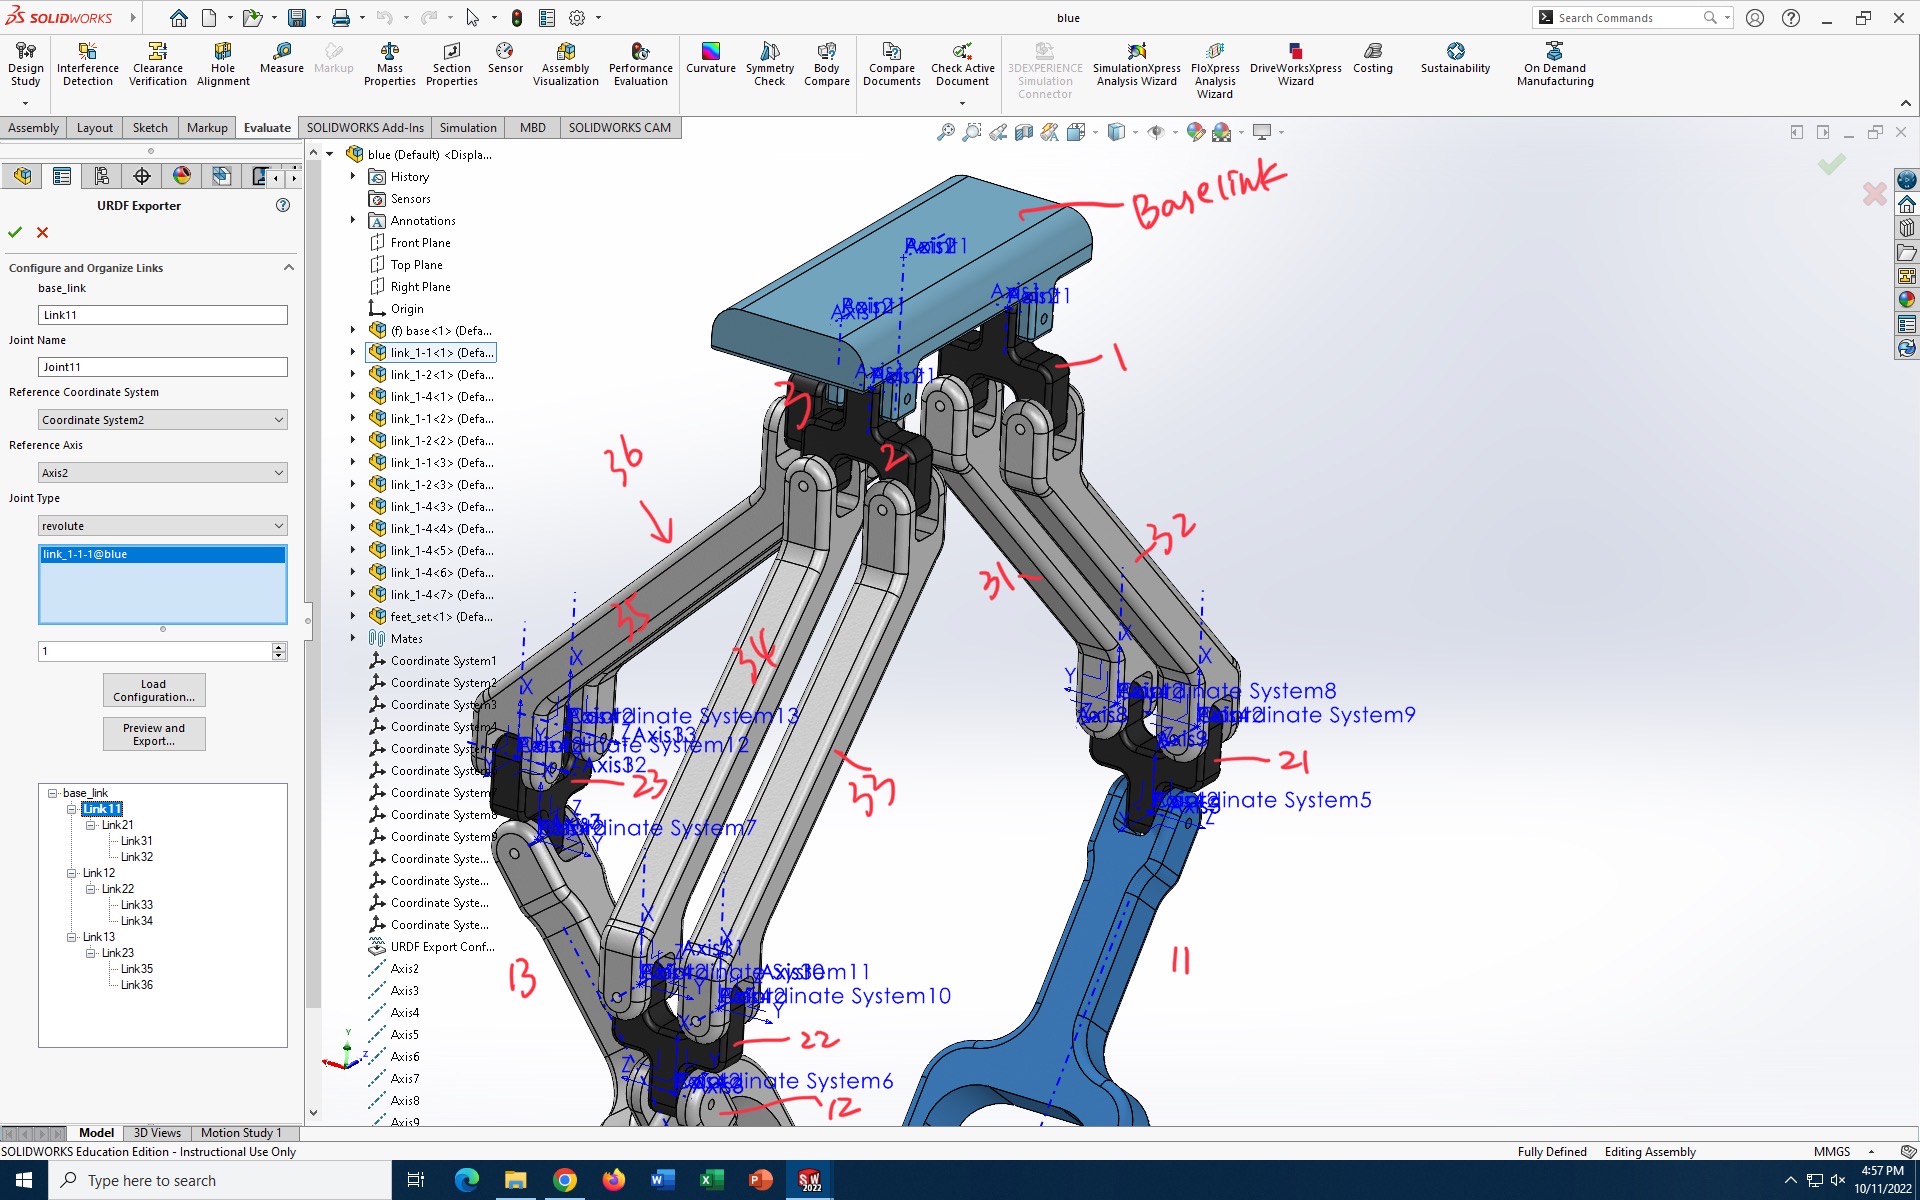 SOLIDWORKS
blue
Search Commands
Design Study
Interference Detection
Clearance Verification
Hole Alignment
Measure
Markup
Mass Properties
Section Properties
Sensor
Assembly Visualization
Performance Evaluation
Curvature
Symmetry Check
Body Compare
Compare Documents
Check Active Document
3DEXPERIENCE Simulation Connector
SimulationXpress Analysis Wizard
FloXpress Analysis Wizard
DriveWorksXpress Wizard
Costing
Sustainability
On Demand Manufacturing
Assembly
Layout
Sketch
Markup
Evaluate
SOLIDWORKS Add-Ins
Simulation
MBD
SOLIDWORKS CAM
URDF Exporter
Configure and Organize Links
base_link
Link11
Joint Name
Joint11
Reference Coordinate System
Coordinate System2
Reference Axis
Axis2
Joint Type
revolute
link_1-1-1@blue
1
Load Configuration...
Preview and Export...
base_link
Link11
Link21
Link31
Link32
Link12
Link22
Link33
Link34
Link13
Link23
Link35
Link36
blue (Default) <Displa...
History
Sensors
Annotations
Front Plane
Top Plane
Right Plane
Origin
(f) base<1> (Defa...
link_1-1<1> (Defa...
link_1-2<1> (Defa...
link_1-4<1> (Defa...
link_1-1<2> (Defa...
link_1-2<2> (Defa...
link_1-1<3> (Defa...
link_1-2<3> (Defa...
link_1-4<3> (Defa...
link_1-4<4> (Defa...
link_1-4<5> (Defa...
link_1-4<6> (Defa...
link_1-4<7> (Defa...
feet_set<1> (Defa...
Mates
Coordinate System1
Coordinate System2
Coordinate System3
Coordinate System4
Coordinate Syste
Coordinate Syste
Coordinate System7
Coordinate System8
Coordinate System9
Coordinate Syste...
Coordinate Syste...
Coordinate Syste...
Coordinate Syste...
URDF Export Conf...
Axis2
Axis3
Axis4
Axis5
Axis6
Axis7
Axis8
Axis9
Baselink
1
3
2
36
32
31
35
34
33
23
21
13
11
22
12
Coordinate System8
Coordinate System9
Coordinate System13
Axis33
Coordinate System12
Axis32
Coordinate System5
Coordinate System7
Axis31
Coordinate System11
Axis30
Coordinate System10
Coordinate System6
Model
3D Views
Motion Study 1
SOLIDWORKS Education Edition - Instructional Use Only
Fully Defined
Editing Assembly
MMGS
Type here to search
4:57 PM
10/11/2022